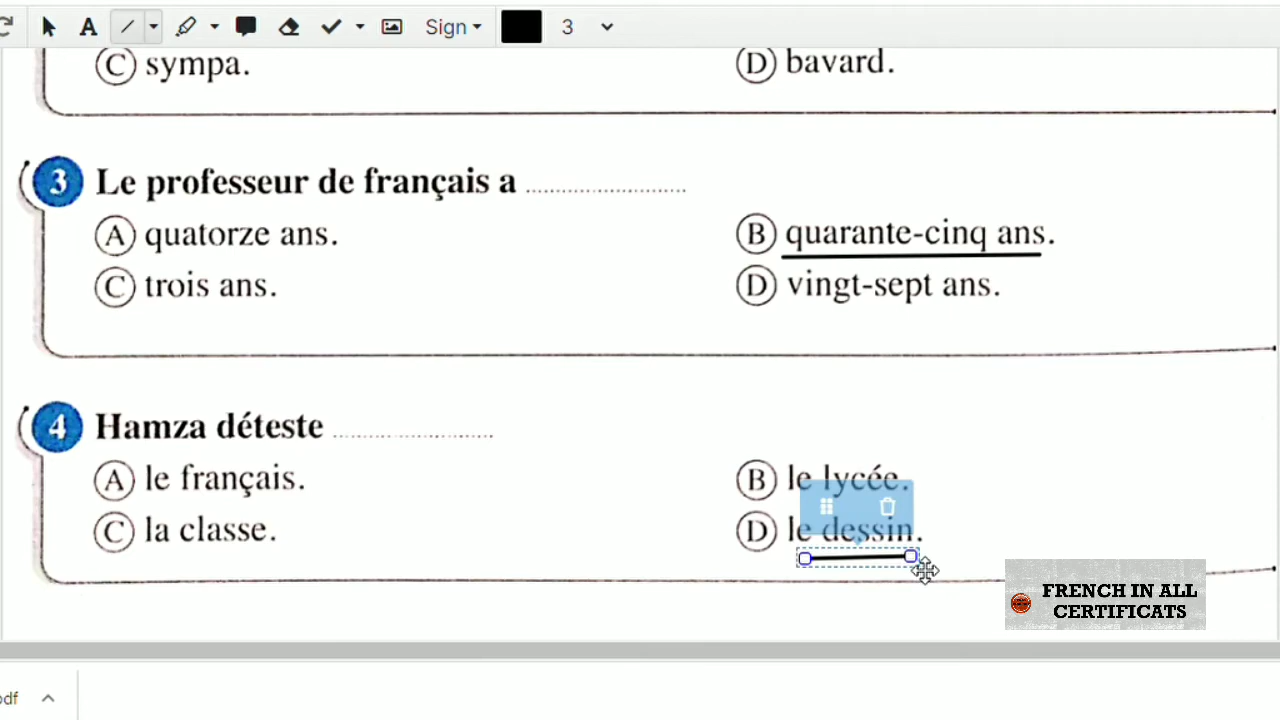 A Sign 3
C sympa. D bavard.
3 Le professeur de français a ........................
A quatorze ans. B quarante-cinq ans.
C trois ans. D vingt-sept ans.
4 Hamza déteste ........................
A le français. B le lycée.
C la classe. D le dessin.
FRENCH IN ALL
CERTIFICATS